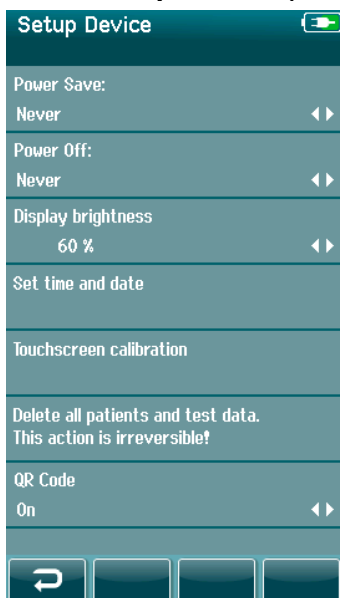 Setup Device
Power Save:
Never
Power Off:
Never
Display brightness
60 %
Set time and date
Touchscreen calibration
Delete all patients and test data.
This action is irreversible!
QR Code
On